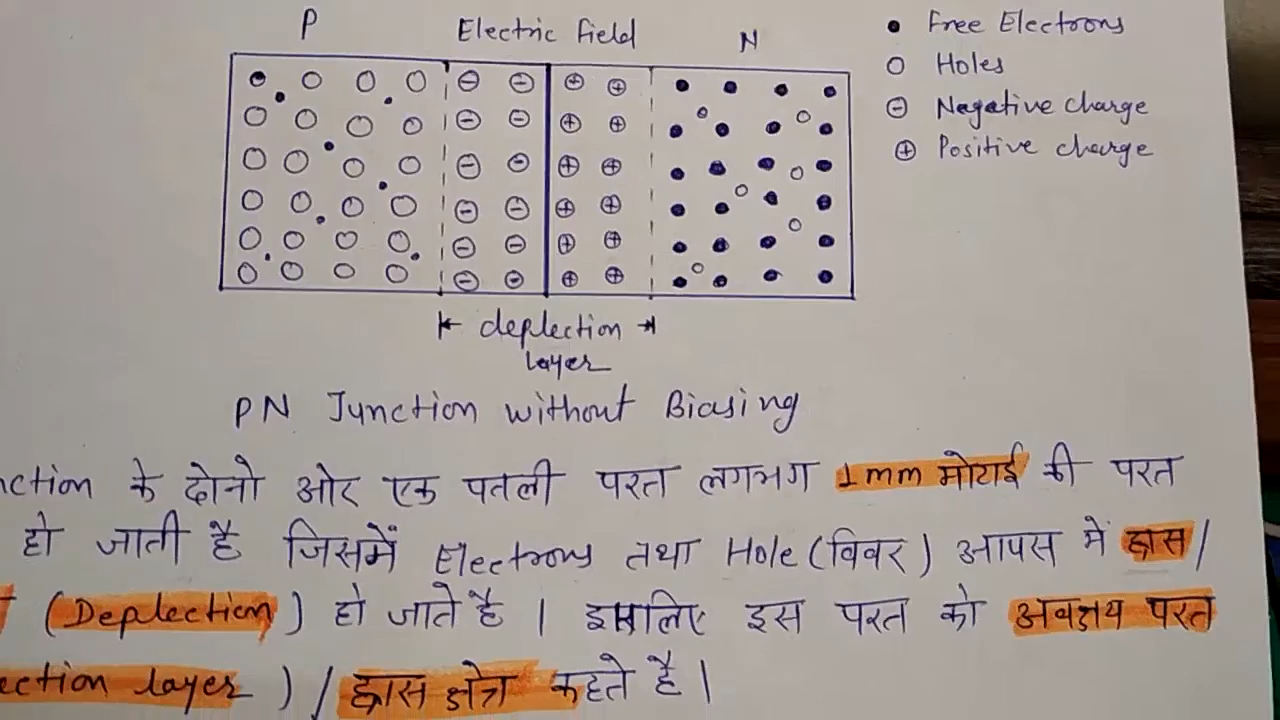 P Electric field N
Free Electrons
Holes
Negative charge
Positive charge
deplection
layer
PN Junction without Biasing
ction के दोनो ओर एक पतली परत लगभग 1mm मोटाई की परत
हो जाती है जिसमें Electrons तथा Hole (विवर) आपस में ह्रास/
(Deplection) हो जाते है। इसलिए इस परत को अवक्षय परत
ection layer) / ह्रास क्षेत्र कहते है।